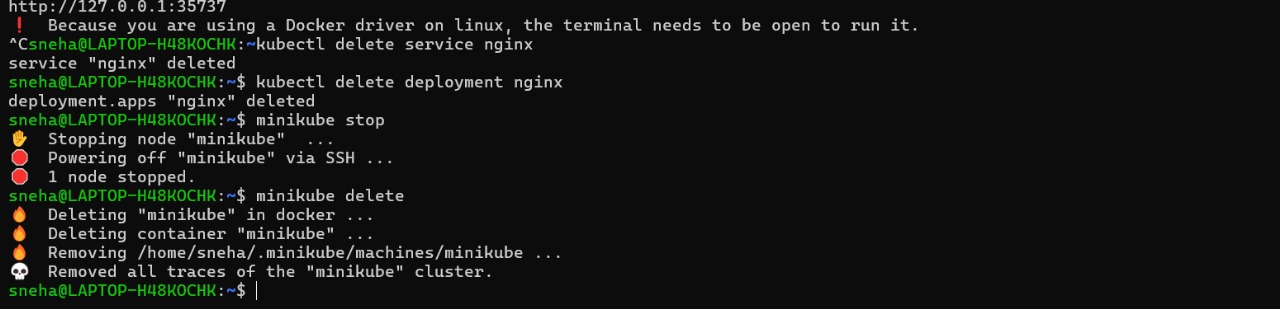 http://127.0.0.1:35737
❗  Because you are using a Docker driver on linux, the terminal needs to be open to run it.
^Csneha@LAPTOP-H48KOCHK:~kubectl delete service nginx
service "nginx" deleted
sneha@LAPTOP-H48KOCHK:~$ kubectl delete deployment nginx
deployment.apps "nginx" deleted
sneha@LAPTOP-H48KOCHK:~$ minikube stop
✋  Stopping node "minikube"  ...
🛑  Powering off "minikube" via SSH ...
🛑  1 node stopped.
sneha@LAPTOP-H48KOCHK:~$ minikube delete
🔥  Deleting "minikube" in docker ...
🔥  Deleting container "minikube" ...
🔥  Removing /home/sneha/.minikube/machines/minikube ...
💀  Removed all traces of the "minikube" cluster.
sneha@LAPTOP-H48KOCHK:~$